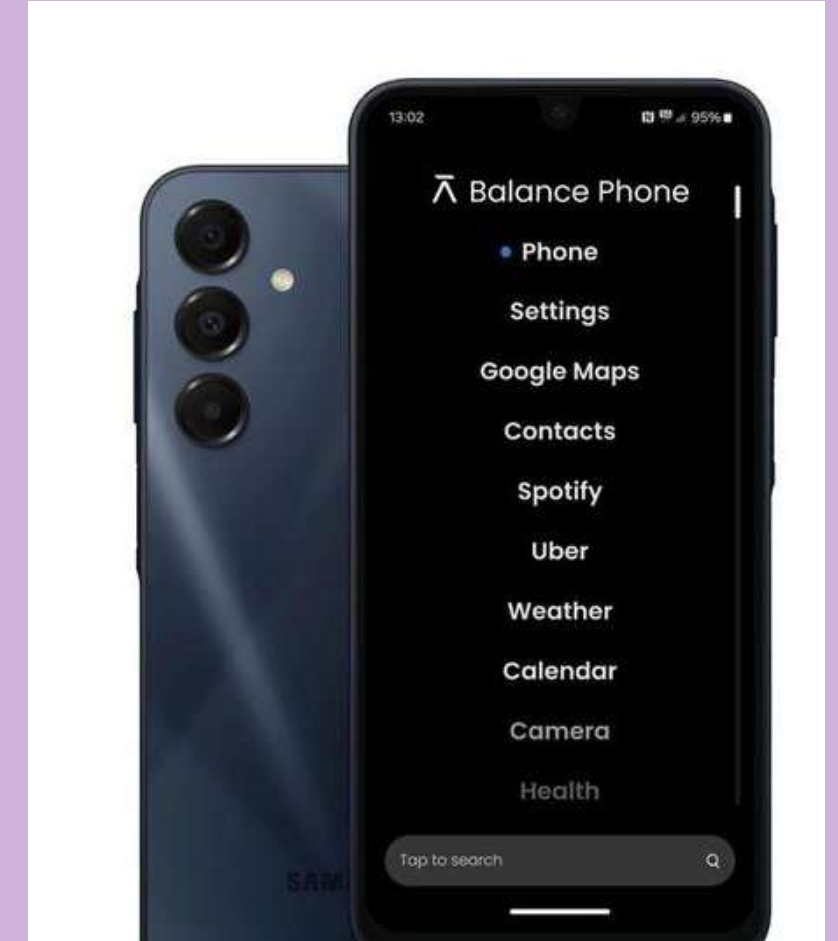 13:02
95%
Balance Phone
Phone
Settings
Google Maps
Contacts
Spotify
Uber
Weather
Calendar
Camera
Health
Tap to search
SAM